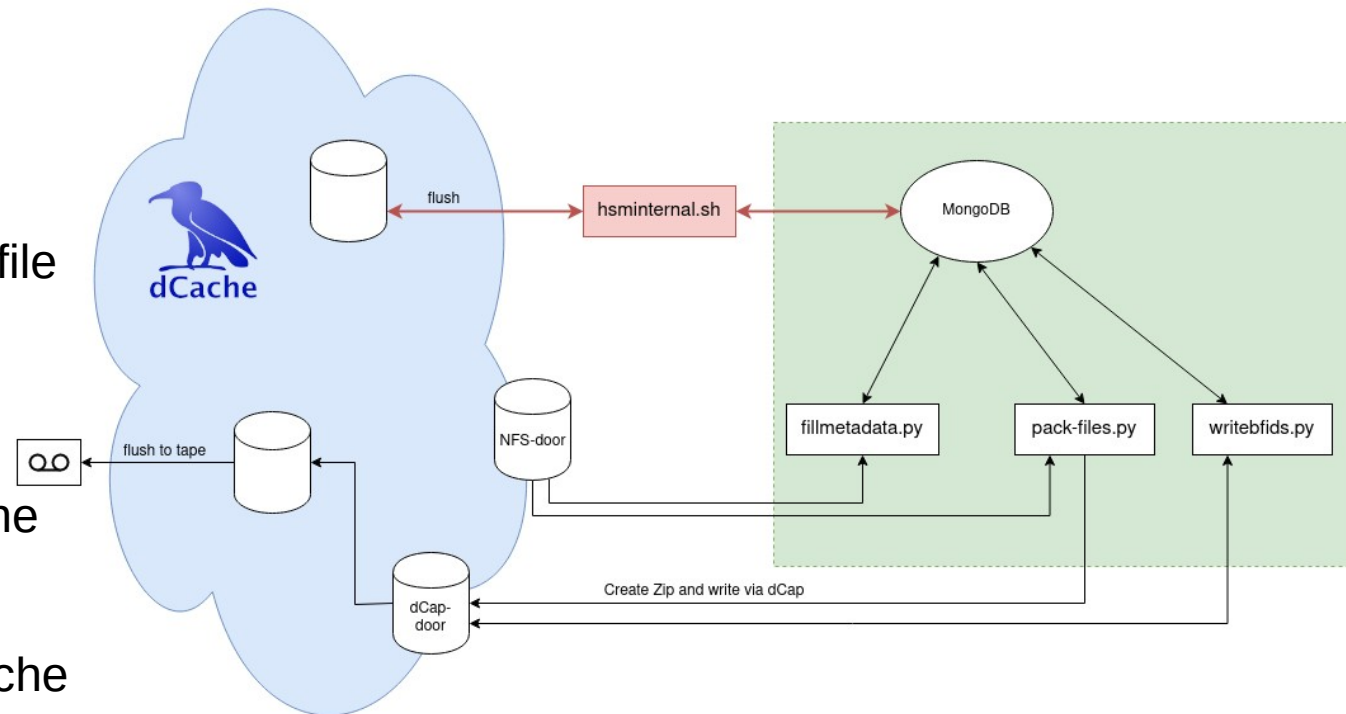 flush
hsminternal.sh
MongoDB
file
dCache
NFS-door
fillmetadata.py
pack-files.py
writebfids.py
flush to tape
ne
Create Zip and write via dCap
dCap-
door
che